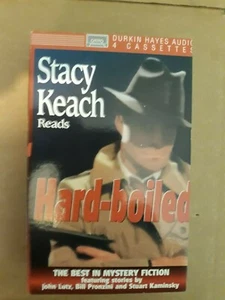 DURKIN HAYES AUDIO
4 CASSETTES
Stacy
Keach
Reads
Hard-boiled
THE BEST IN MYSTERY FICTION
featuring stories by
John Lutz, Bill Pronzini and Stuart Kaminsky